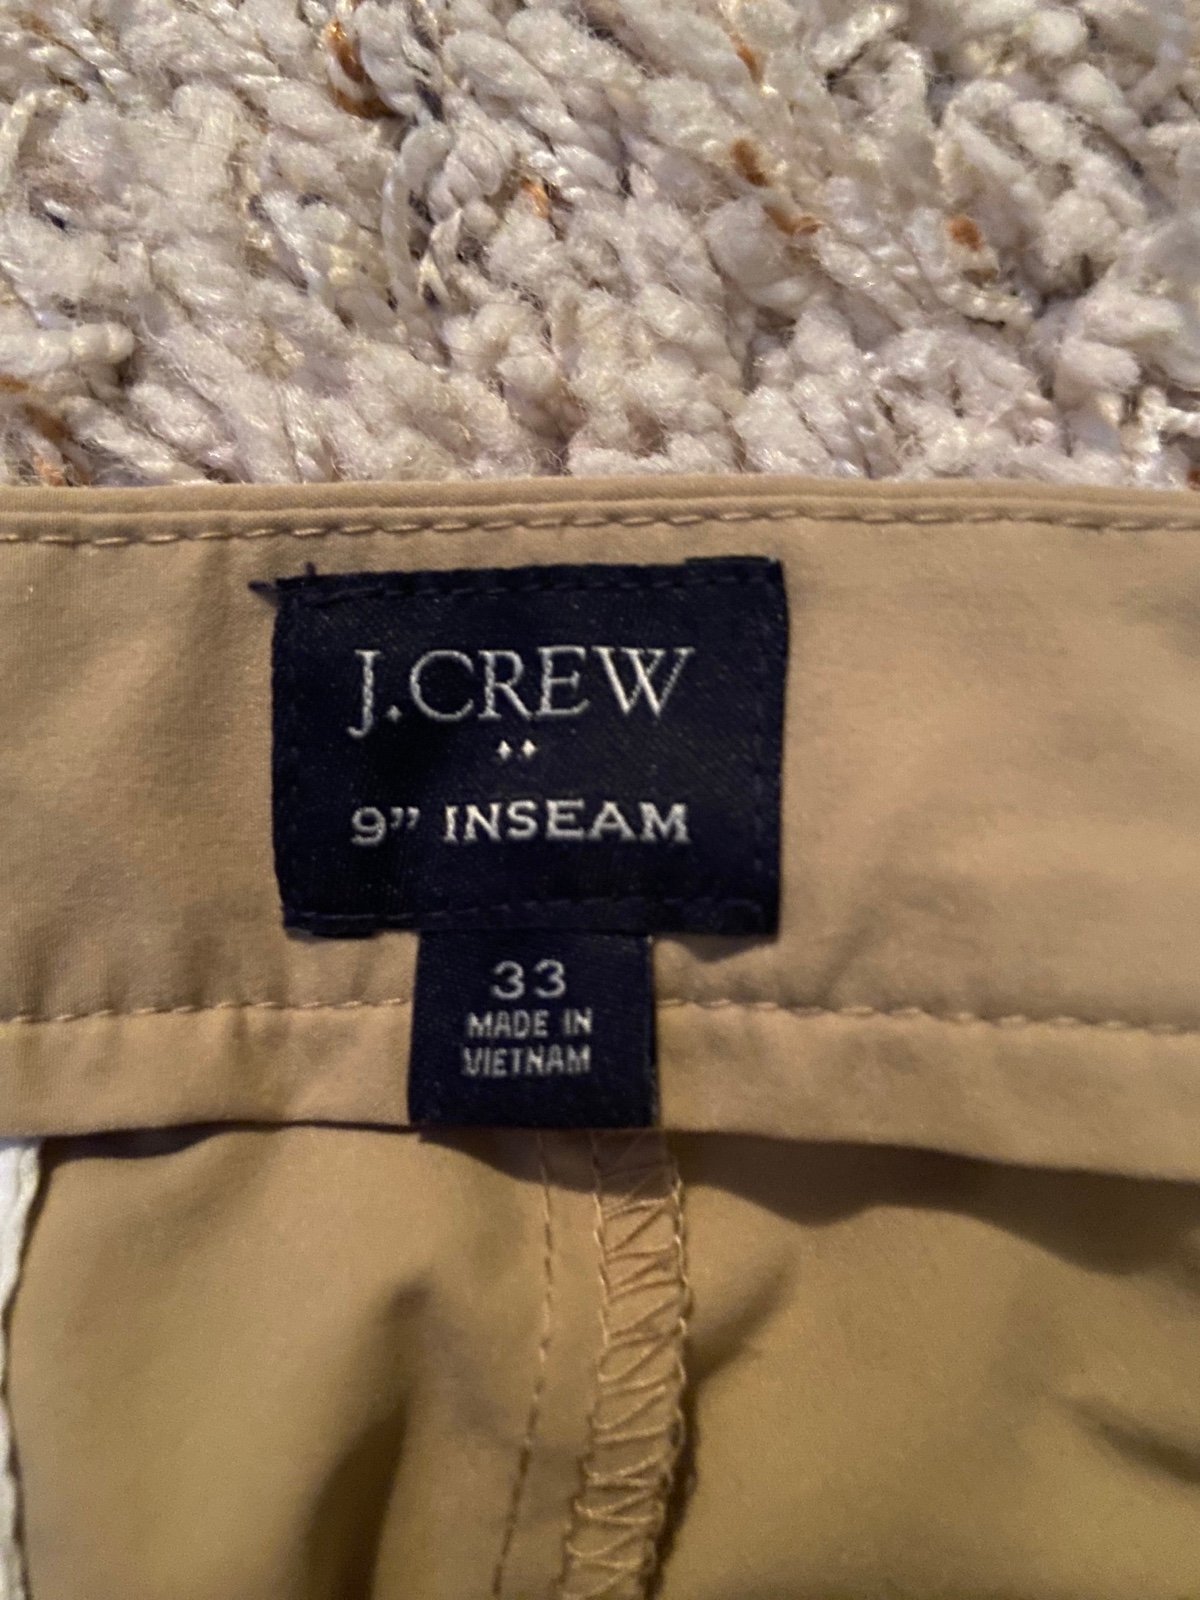 J.CREW
9” INSEAM
33
MADE IN
VIETNAM